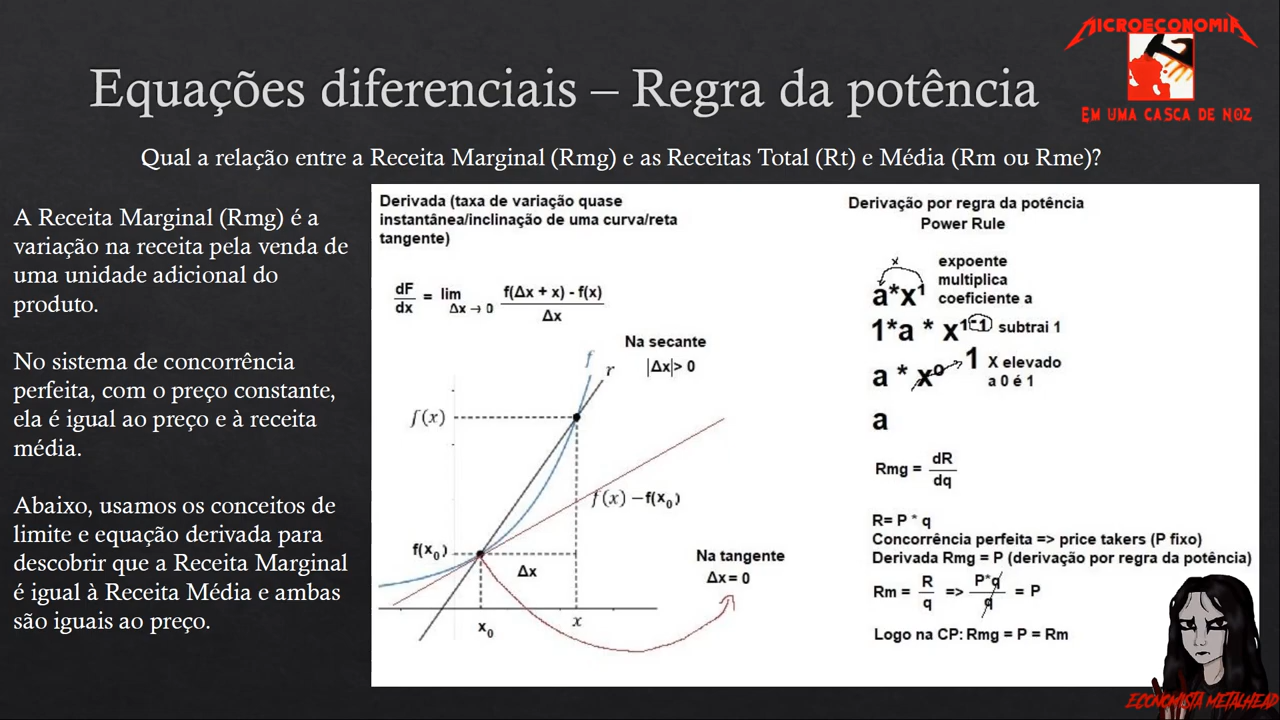 MICROECONOMIA
EM UMA CASCA DE NOZ
Equações diferenciais – Regra da potência
Qual a relação entre a Receita Marginal (Rmg) e as Receitas Total (Rt) e Média (Rm ou Rme)?
A Receita Marginal (Rmg) é a
variação na receita pela venda de
uma unidade adicional do
produto.
No sistema de concorrência
perfeita, com o preço constante,
ela é igual ao preço e à receita
média.
Abaixo, usamos os conceitos de
limite e equação derivada para
descobrir que a Receita Marginal
é igual à Receita Média e ambas
são iguais ao preço.
Derivada (taxa de variação quase
instantânea/inclinação de uma curva/reta
tangente)
dF/dx = lim Δx → 0 f(Δx + x) - f(x) / Δx
Na secante
|Δx| > 0
f
r
f(x)
f(x) – f(x₀)
f(x₀)
Δx
x₀
x
Na tangente
Δx = 0
Derivação por regra da potência
Power Rule
x
a*x¹ expoente
multiplica
coeficiente a
1*a * x¹⁻¹ subtrai 1
a * x⁰ 1 X elevado
a 0 é 1
a
Rmg = dR/dq
R= P * q
Concorrência perfeita => price takers (P fixo)
Derivada Rmg = P (derivação por regra da potência)
Rm = R/q => P*q/q = P
Logo na CP: Rmg = P = Rm
ECONOMISTA METALHEAD